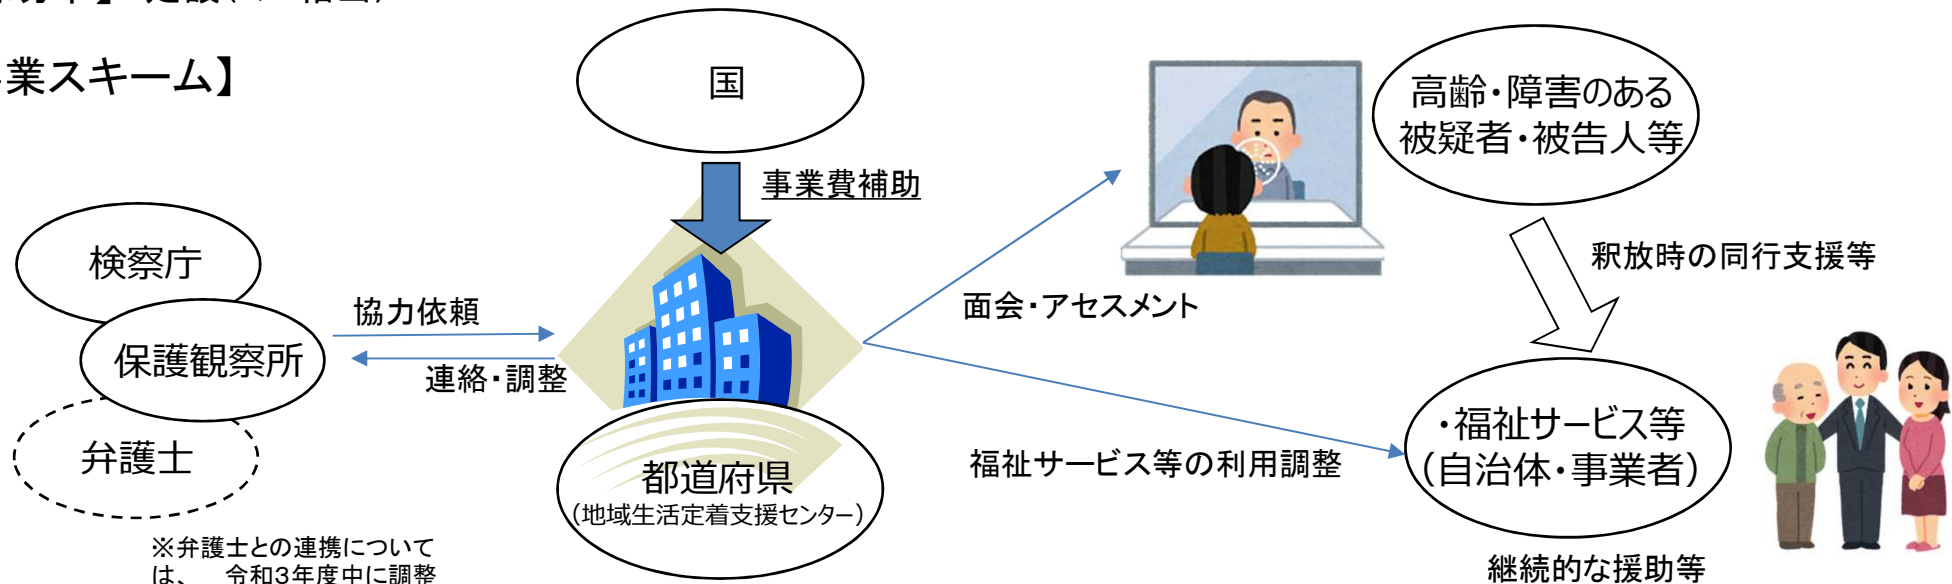 業スキーム】
国
事業費補助
高齢・障害のある
被疑者・被告人等
検察庁
保護観察所
弁護士
協力依頼
連絡・調整
面会・アセスメント
釈放時の同行支援等
福祉サービス等の利用調整
・福祉サービス等
(自治体・事業者)
都道府県
(地域生活定着支援センター)
※弁護士との連携について
は、 令和3年度中に調整
継続的な援助等